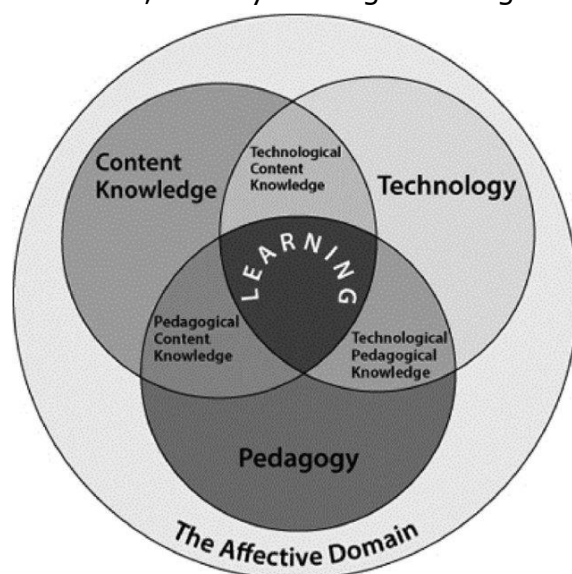 Content
Knowledge
Technological
Content
Knowledge
Technology
LEARNING
Pedagogical
Content
Knowledge
Technological
Pedagogical
Knowledge
Pedagogy
The Affective Domain